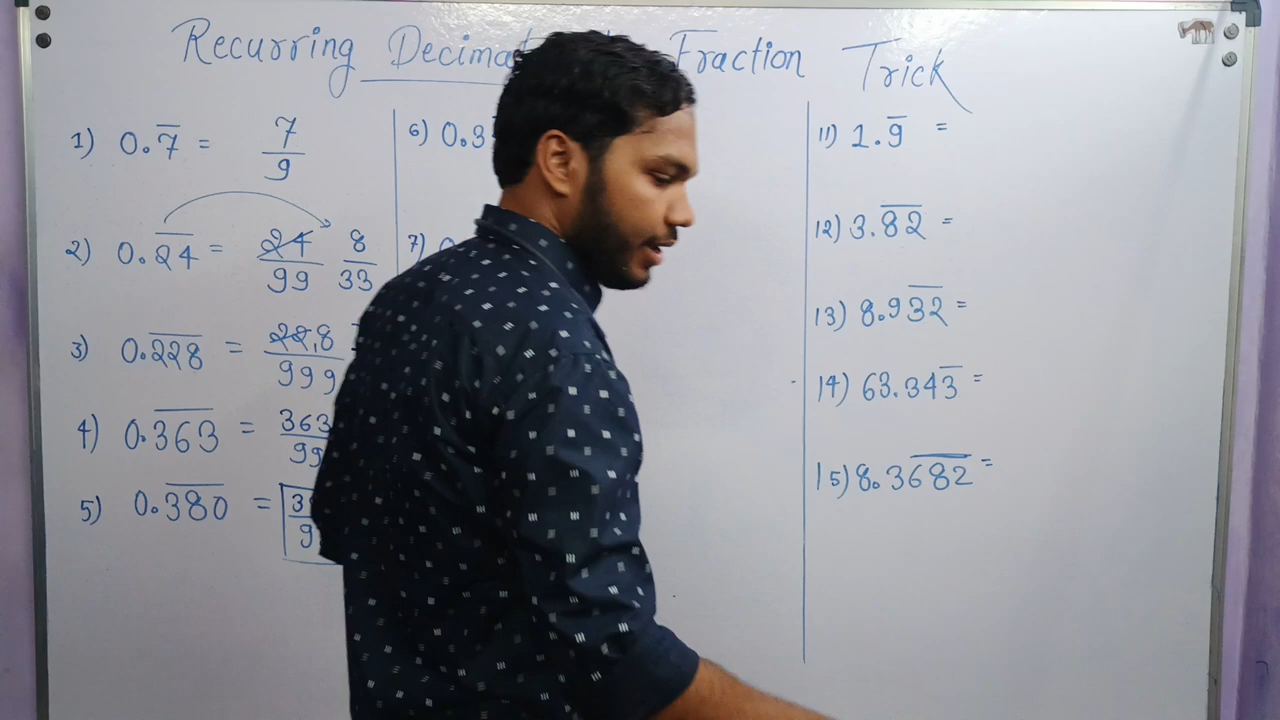 Recurring Decimal Fraction Trick
1) 0.7̅ = 7/9
2) 0.2̅4̅ = 24/99 8/33
3) 0.2̅2̅8̅ = 228/999
4) 0.3̅6̅3̅ = 363/99
5) 0.3̅8̅0̅ = 3/9
6) 0.3
7) 0
11) 1.9̅ =
12) 3.8̅2̅ =
13) 8.93̅2̅ =
14) 63.343̅ =
15) 8.36̅8̅2̅ =